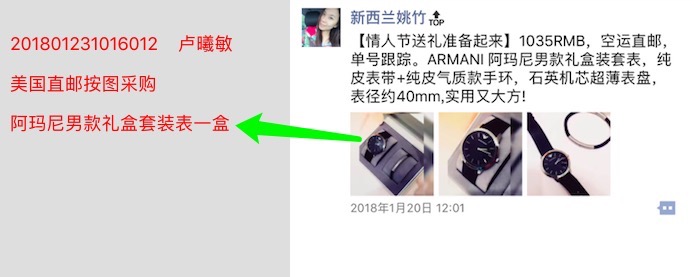 201801231016012 卢曦敏
美国直邮按图采购
阿玛尼男款礼盒套装表一盒
新西兰姚竹 TOP
【情人节送礼准备起来】1035RMB，空运直邮，
单号跟踪。ARMANI 阿玛尼男款礼盒套装表，纯
皮表带+纯皮气质款手环，石英机芯超薄表盘，
表径约40mm,实用又大方!
2018年1月20日 12:01